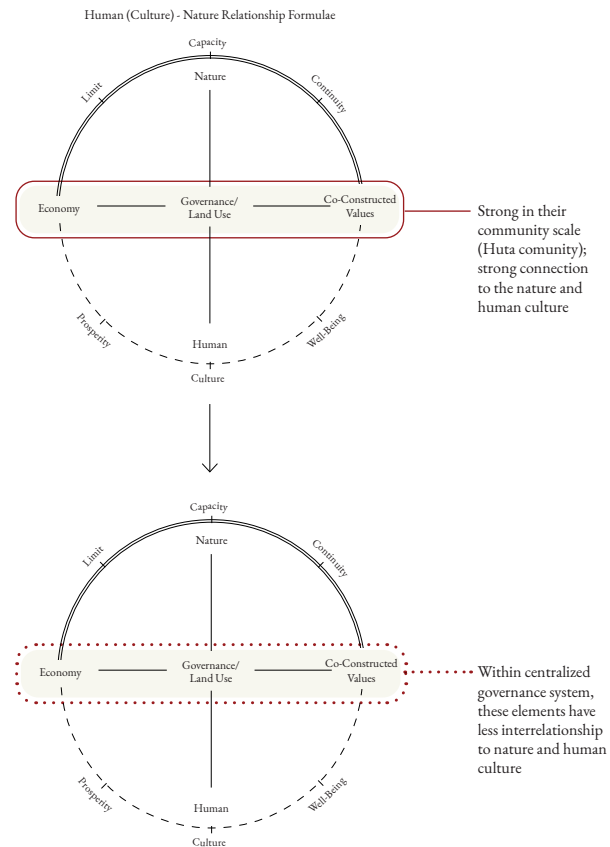 Human (Culture) - Nature Relationship Formulae
Capacity
Nature
Limit
Continuity
Economy
Governance/
Land Use
Co-Constructed
Values
Strong in their
community scale
(Huta comunity);
strong connection
to the nature and
human culture
Prosperity
Well-Being
Human
Culture
Capacity
Nature
Limit
Continuity
Economy
Governance/
Land Use
Co-Constructed
Values
Within centralized
governance system,
these elements have
less interrelationship
to nature and human
culture
Prosperity
Well-Being
Human
Culture